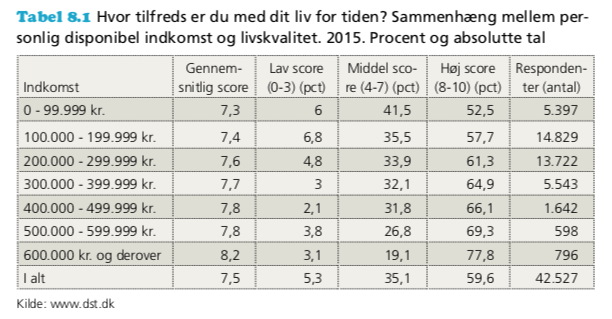 Tabel 8.1 Hvor tilfreds er du med dit liv for tiden? Sammenhæng mellem per-
sonlig disponibel indkomst og livskvalitet. 2015. Procent og absolutte tal
Indkomst Gennem- snitlig score Lav score (0-3) (pct) Middel sco- re (4-7) (pct) Høj score (8-10) (pct) Responden- ter (antal)
0 - 99.999 kr. 7,3 6 41,5 52,5 5.397
100.000 - 199.999 kr. 7,4 6,8 35,5 57,7 14.829
200.000 - 299.999 kr. 7,6 4,8 33,9 61,3 13.722
300.000 - 399.999 kr. 7,7 3 32,1 64,9 5.543
400.000 - 499.999 kr. 7,8 2,1 31,8 66,1 1.642
500.000 - 599.999 kr. 7,8 3,8 26,8 69,3 598
600.000 kr. og derover 8,2 3,1 19,1 77,8 796
I alt 7,5 5,3 35,1 59,6 42.527
Kilde: www.dst.dk